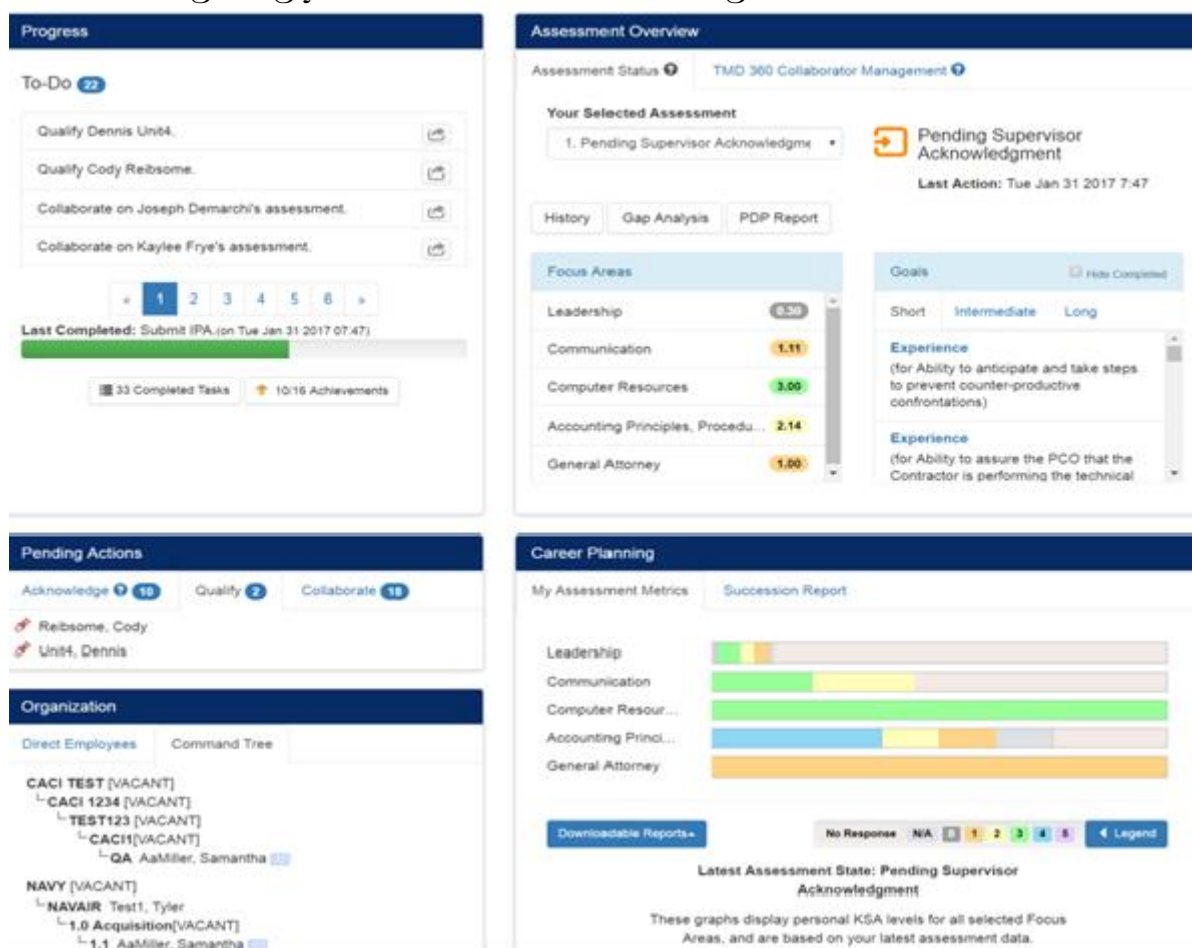 Progress
To-Do 22
Qualify Dennis Unit4.
Qualify Cody Reibsome.
Collaborate on Joseph Demarchi's assessment.
Collaborate on Kaylee Frye's assessment.
« 1 2 3 4 5 6 »
Last Completed: Submit IPA.(on Tue Jan 31 2017 07:47)
33 Completed Tasks
10/16 Achievements
Assessment Overview
Assessment Status ? TMD 360 Collaborator Management ?
Your Selected Assessment
1. Pending Supervisor Acknowledgme
Pending Supervisor
Acknowledgment
Last Action: Tue Jan 31 2017 7:47
History Gap Analysis PDP Report
Focus Areas
Leadership 0.30
Communication 1.11
Computer Resources 3.00
Accounting Principles, Procedu... 2.14
General Attorney 1.00
Goals Hide Completed
Short Intermediate Long
Experience
(for Ability to anticipate and take steps
to prevent counter-productive
confrontations)
Experience
(for Ability to assure the PCO that the
Contractor is performing the technical
Pending Actions
Acknowledge ? 10 Qualify 2 Collaborate 18
Reibsome, Cody
Unit4, Dennis
Organization
Direct Employees Command Tree
CACI TEST [VACANT]
CACI 1234 [VACANT]
TEST123 [VACANT]
CACI1[VACANT]
QA AaMiller, Samantha
NAVY [VACANT]
NAVAIR Test1, Tyler
1.0 Acquisition[VACANT]
1.1 AaMiller, Samantha
Career Planning
My Assessment Metrics Succession Report
Leadership
Communication
Computer Resour...
Accounting Princi...
General Attorney
Downloadable Reports
No Response N/A 0 1 2 3 4 5 Legend
Latest Assessment State: Pending Supervisor
Acknowledgment
These graphs display personal KSA levels for all selected Focus
Areas, and are based on your latest assessment data.